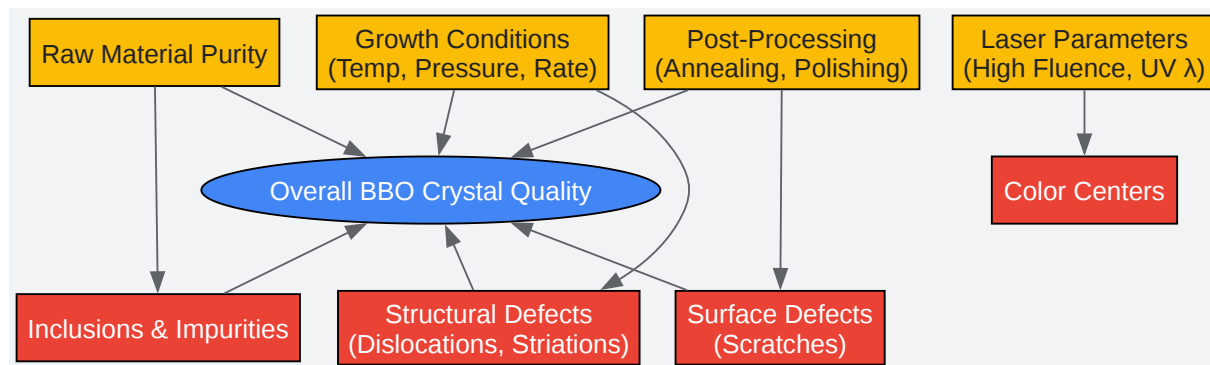 Raw Material Purity
Growth Conditions
(Temp, Pressure, Rate)
Post-Processing
(Annealing, Polishing)
Laser Parameters
(High Fluence, UV λ)
Overall BBO Crystal Quality
Color Centers
Inclusions & Impurities
Structural Defects
(Dislocations, Striations)
Surface Defects
(Scratches)